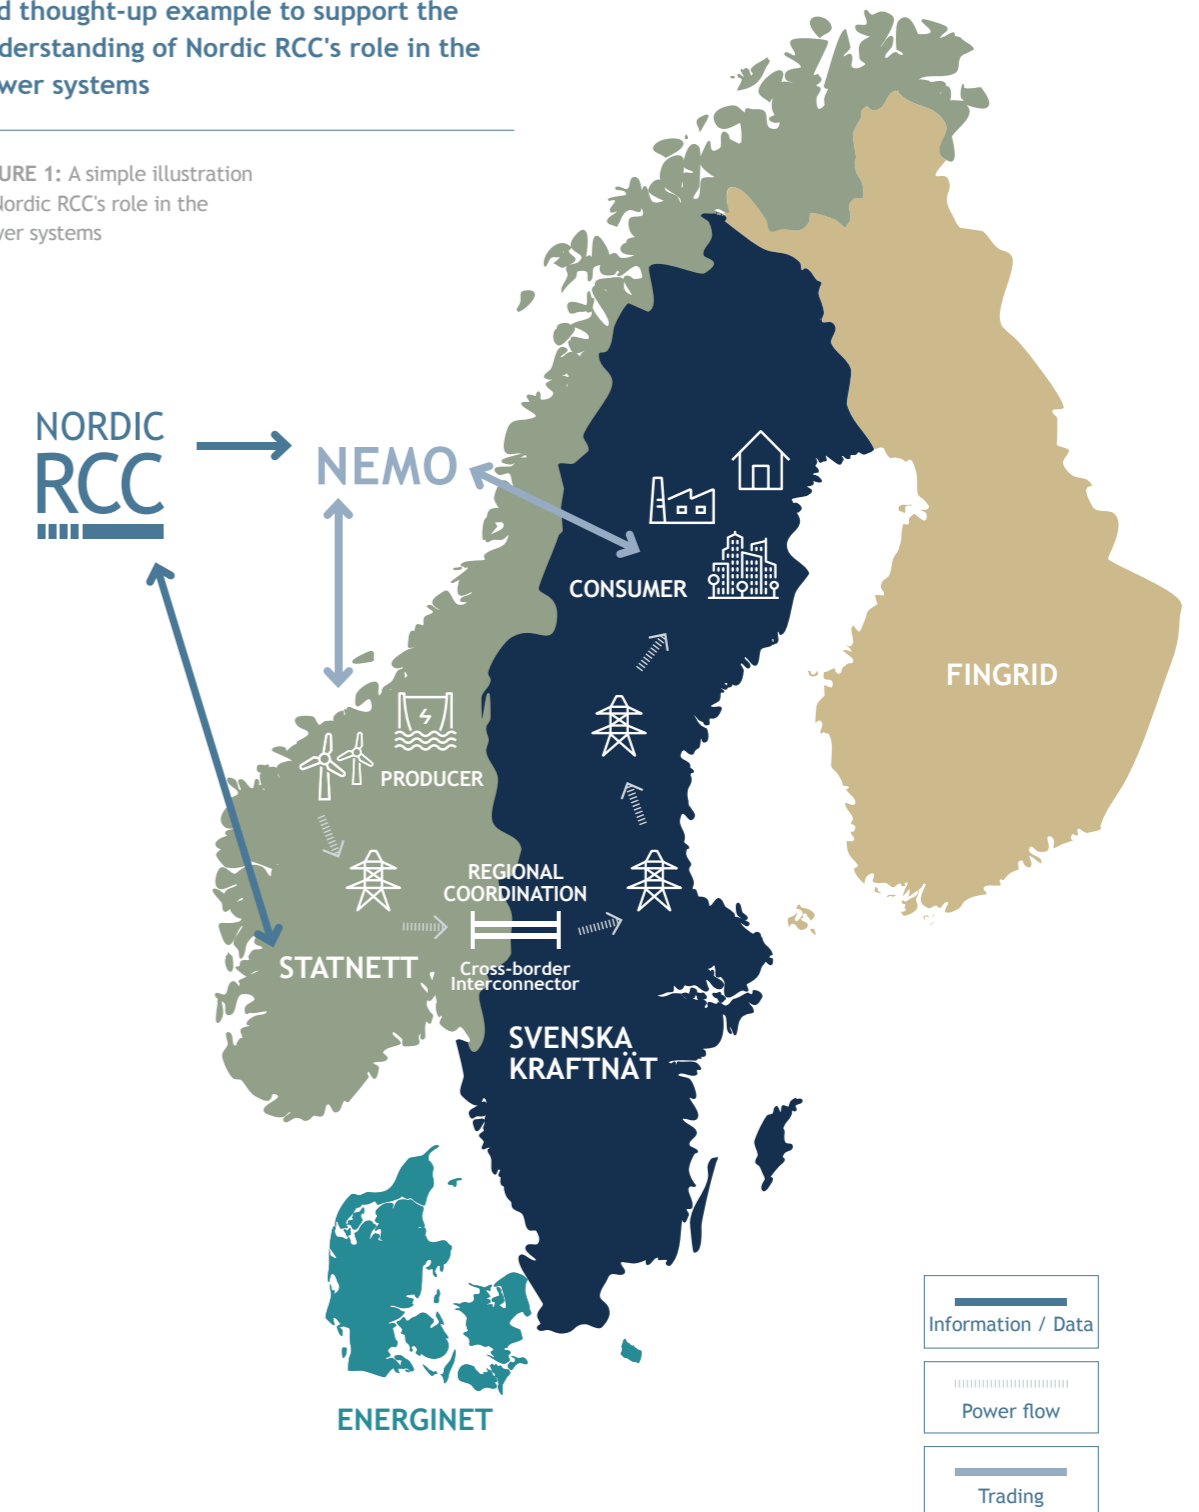 d thought-up example to support the
derstanding of Nordic RCC's role in the
wer systems
URE 1: A simple illustration
Nordic RCC's role in the
ver systems
NORDIC
RCC
NEMO
CONSUMER
FINGRID
PRODUCER
REGIONAL
COORDINATION
STATNETT
Cross-border
Interconnector
SVENSKA
KRAFTNÄT
ENERGINET
Information / Data
Power flow
Trading